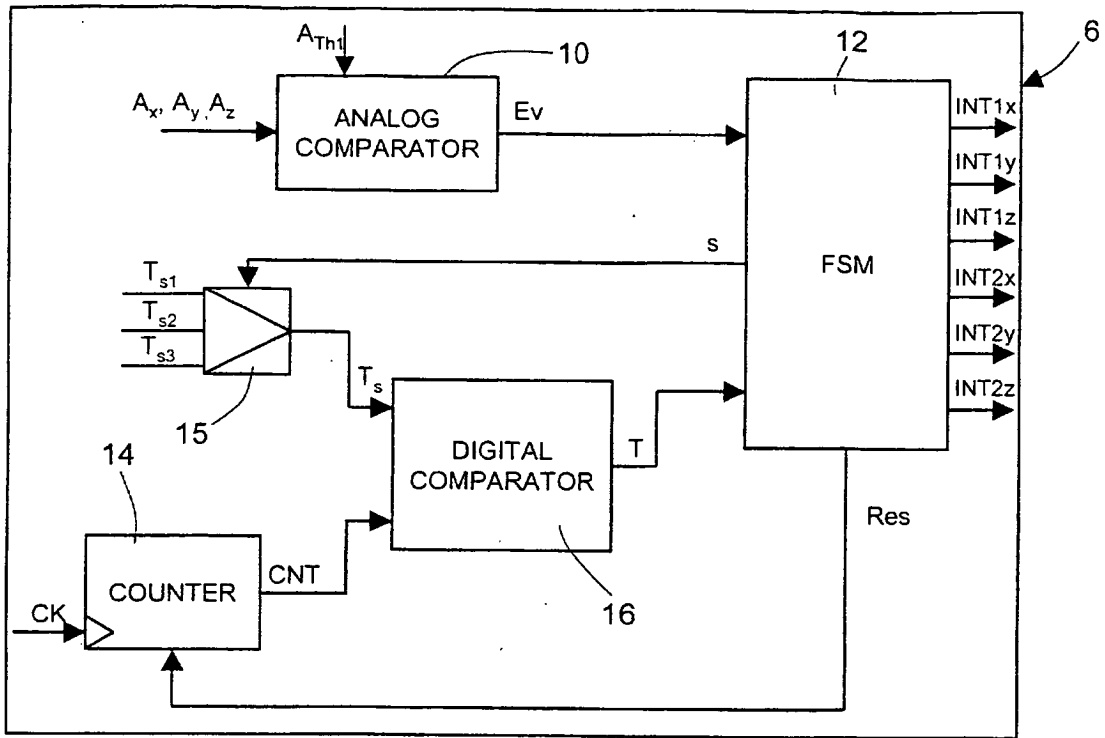 A_Th1
10
12
6
A_x, A_y, A_z
ANALOG
COMPARATOR
Ev
INT1x
INT1y
INT1z
INT2x
INT2y
INT2z
s
FSM
T_s1
T_s2
T_s3
15
T_s
14
DIGITAL
COMPARATOR
T
Res
COUNTER
CNT
16
CK